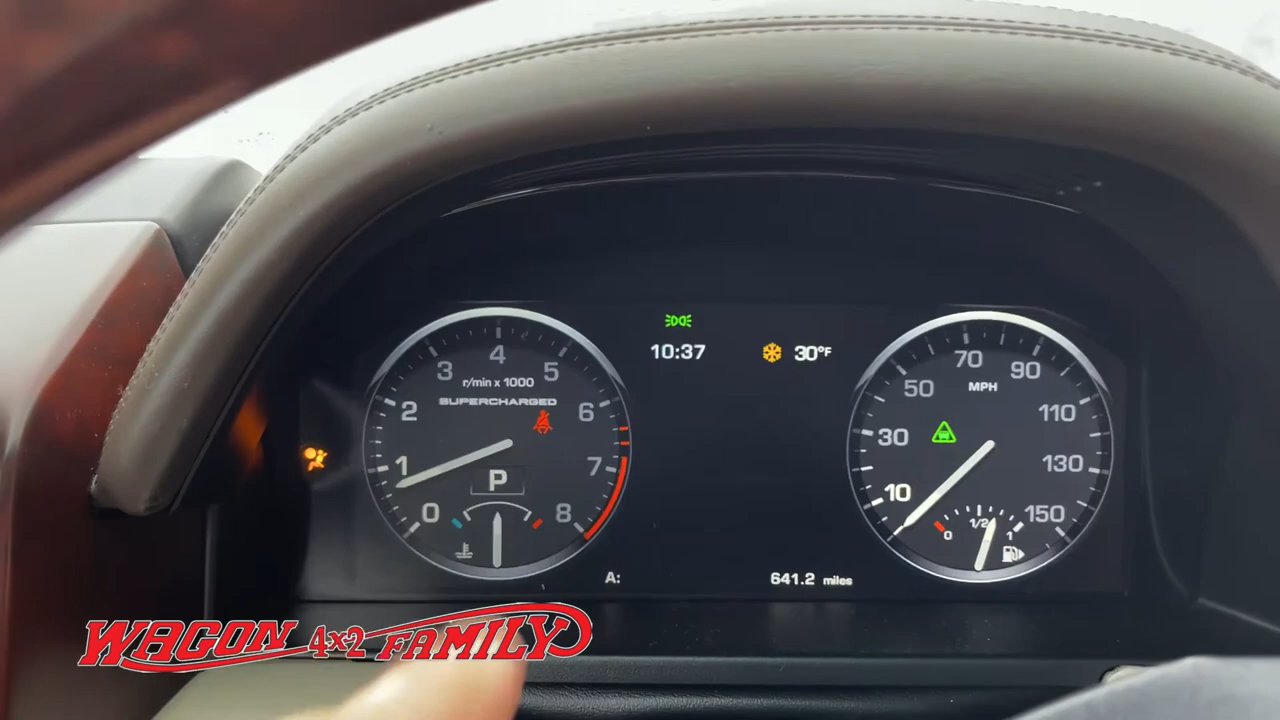 4
3 5
r/min x 1000
SUPERCHARGED
2 6
1 7
P
0 8
10:37
30°F
A:
641.2 miles
70
50 90
MPH
110
30
130
10
150
1/2
0 1
WAGON 4x2 FAMILY